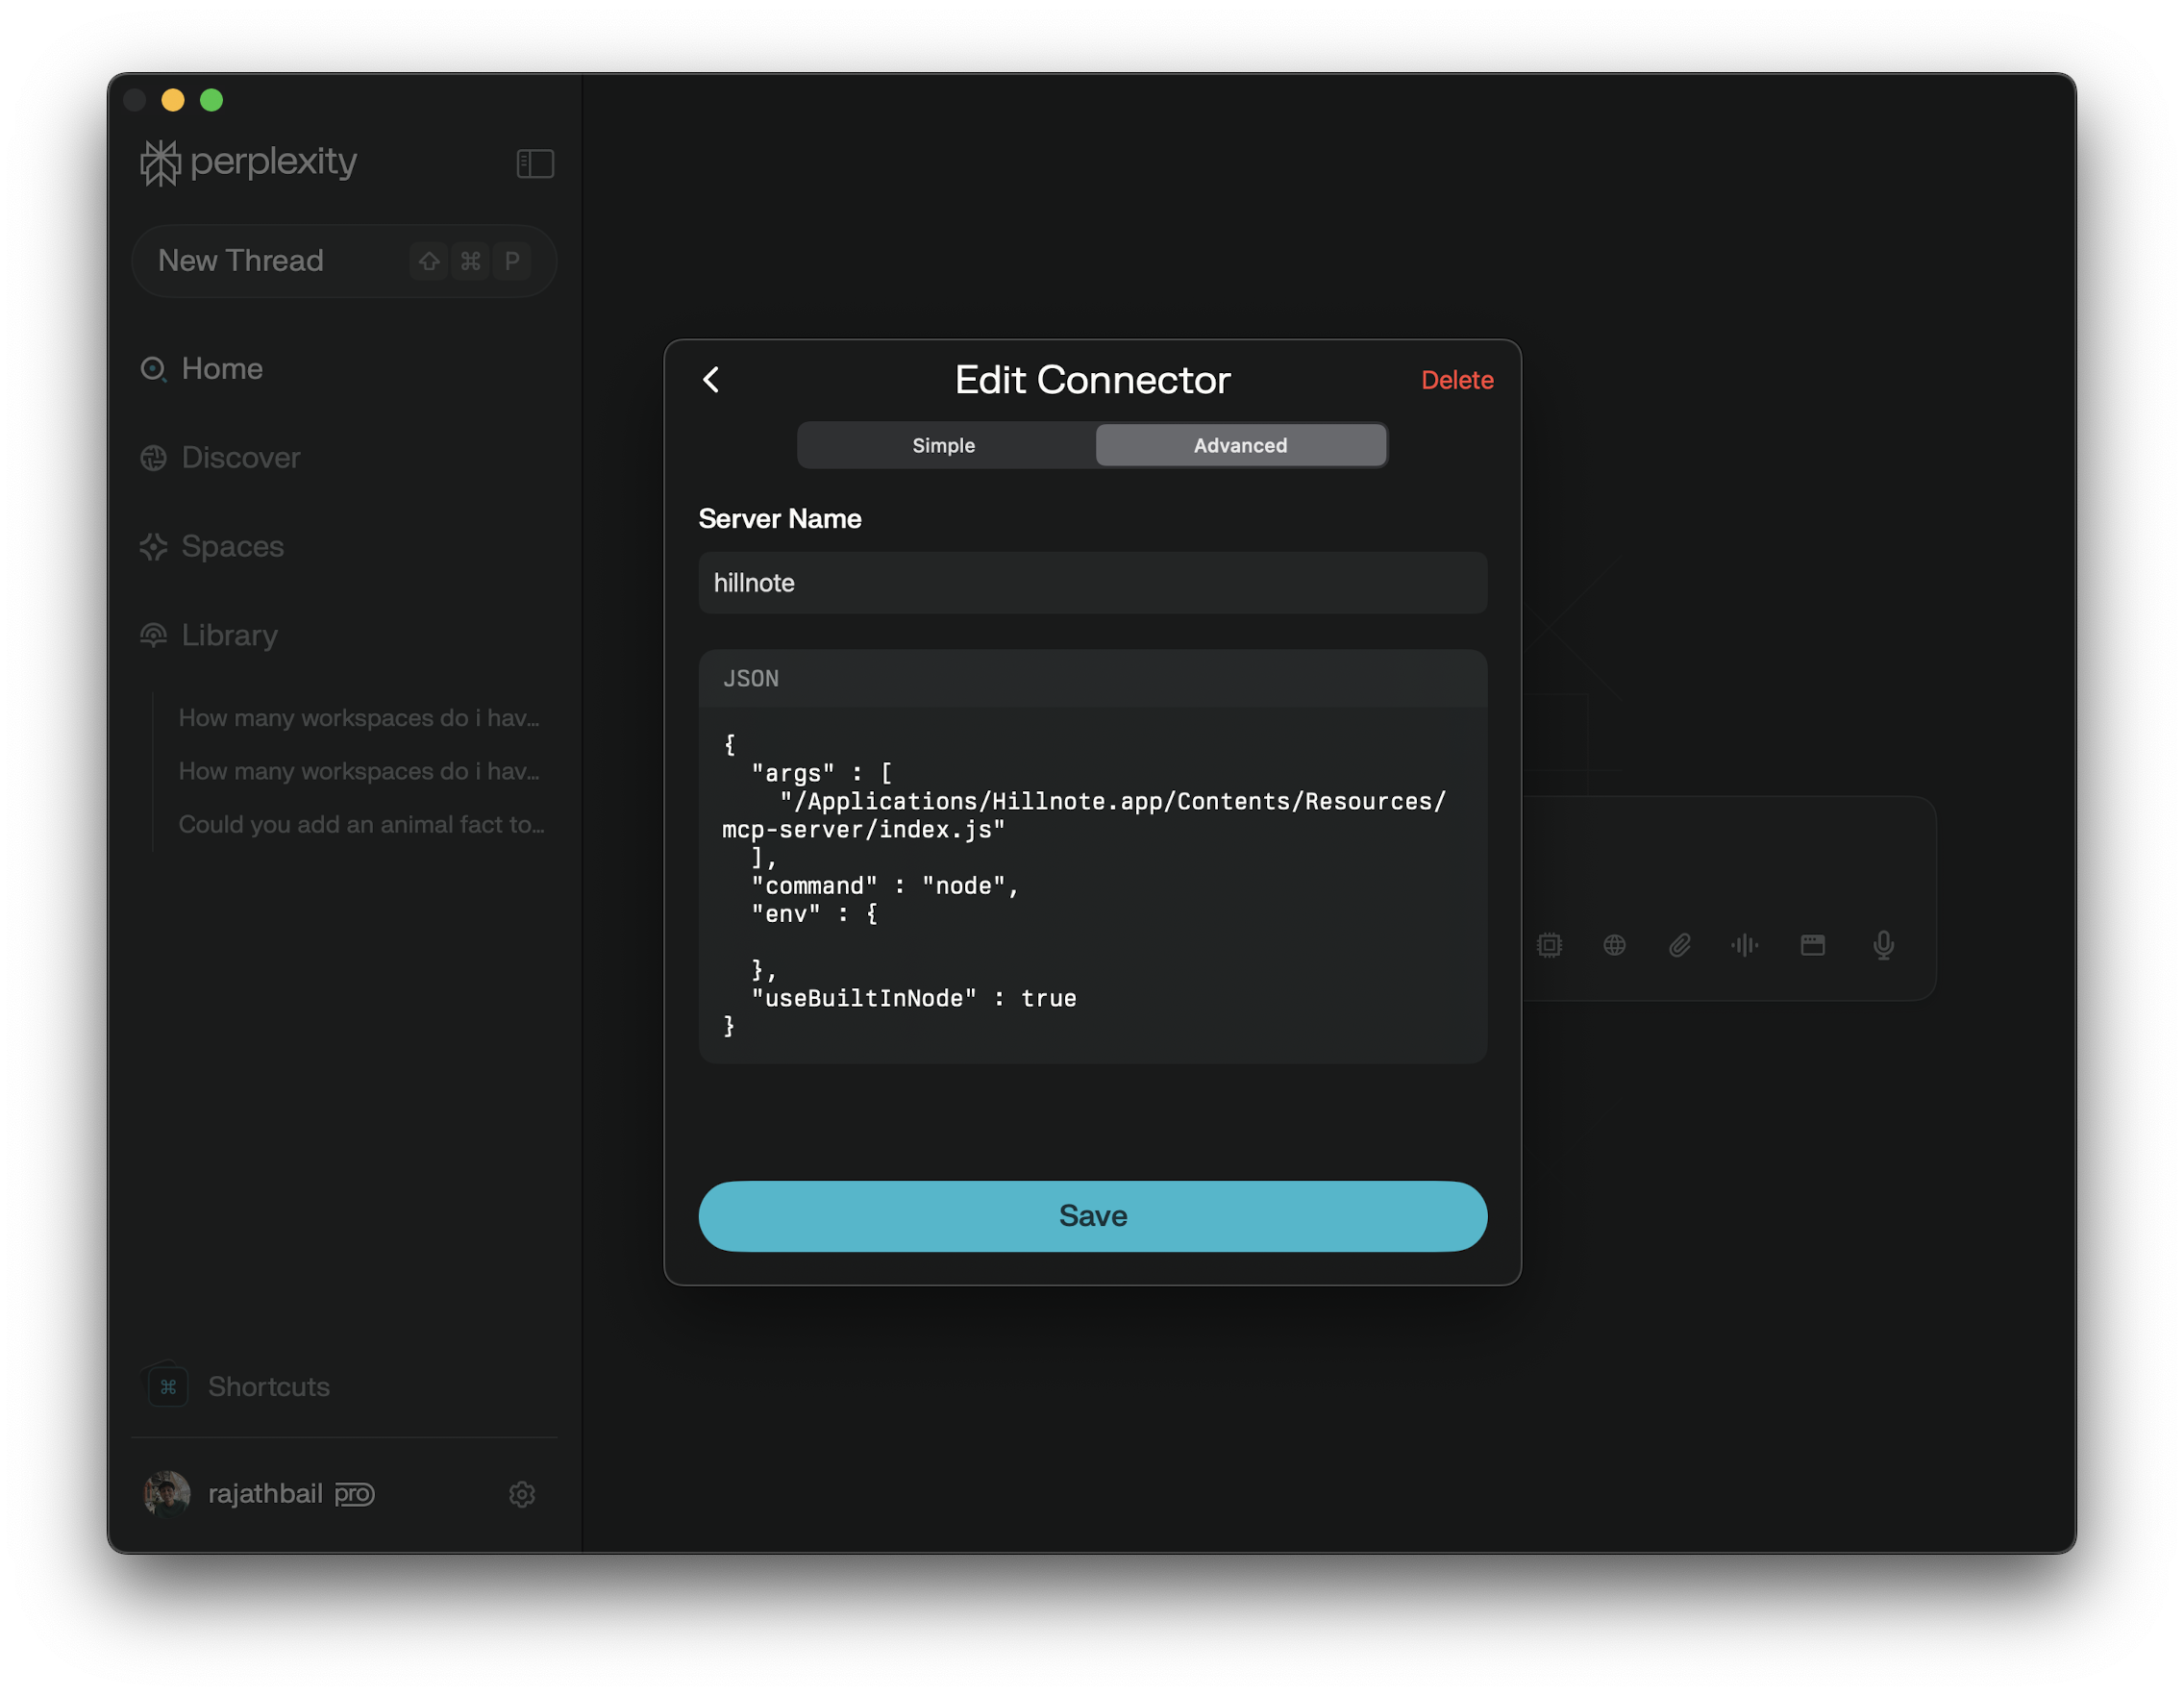 perplexity
New Thread
⇧ ⌘ P
Home
Discover
Spaces
Library
How many workspaces do i hav...
How many workspaces do i hav...
Could you add an animal fact to...
⌘ Shortcuts
rajathbail pro
Edit Connector
Delete
Simple
Advanced
Server Name
hillnote
JSON
{
"args" : [
"/Applications/Hillnote.app/Contents/Resources/
mcp-server/index.js"
],
"command" : "node",
"env" : {
},
"useBuiltInNode" : true
}
Save